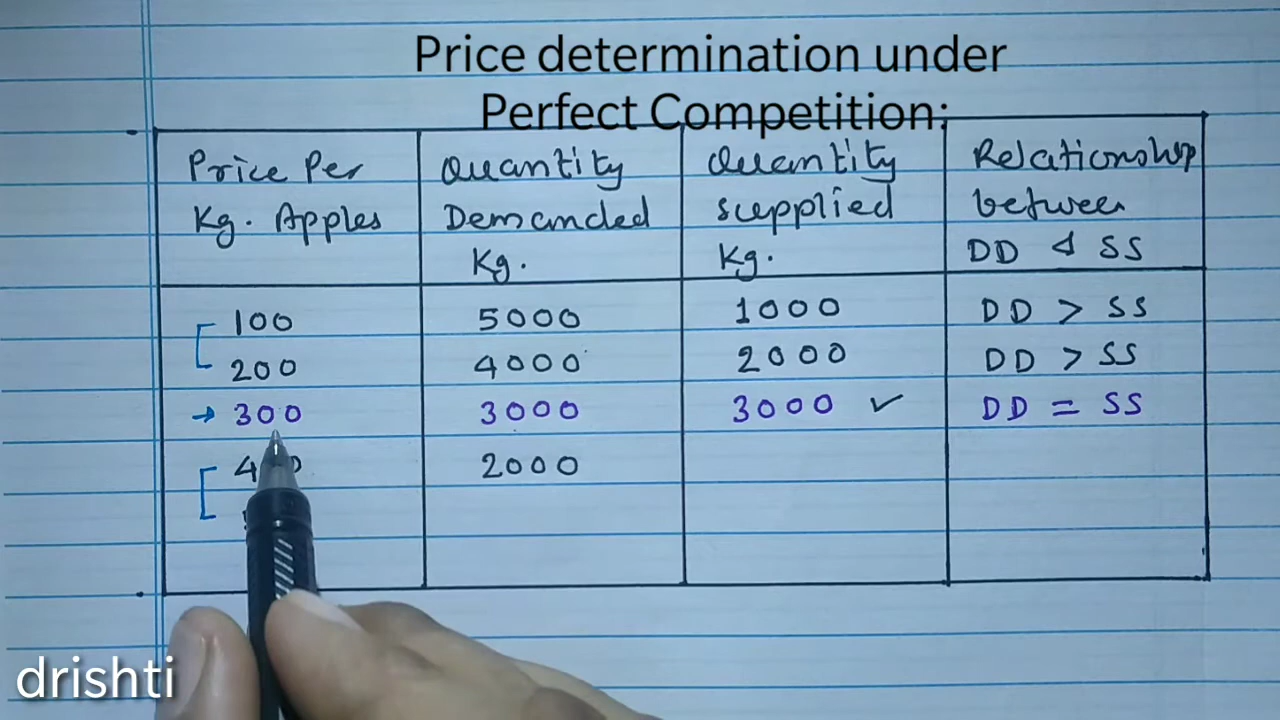 Price determination under
Perfect Competition:
Price Per
Kg. Apples
Quantity
Demanded
Kg.
Quantity
supplied
Kg.
Relationship
between
DD & SS
100 5000 1000 DD > SS
200 4000 2000 DD > SS
→ 300 3000 3000 ✓ DD = SS
2000
drishti